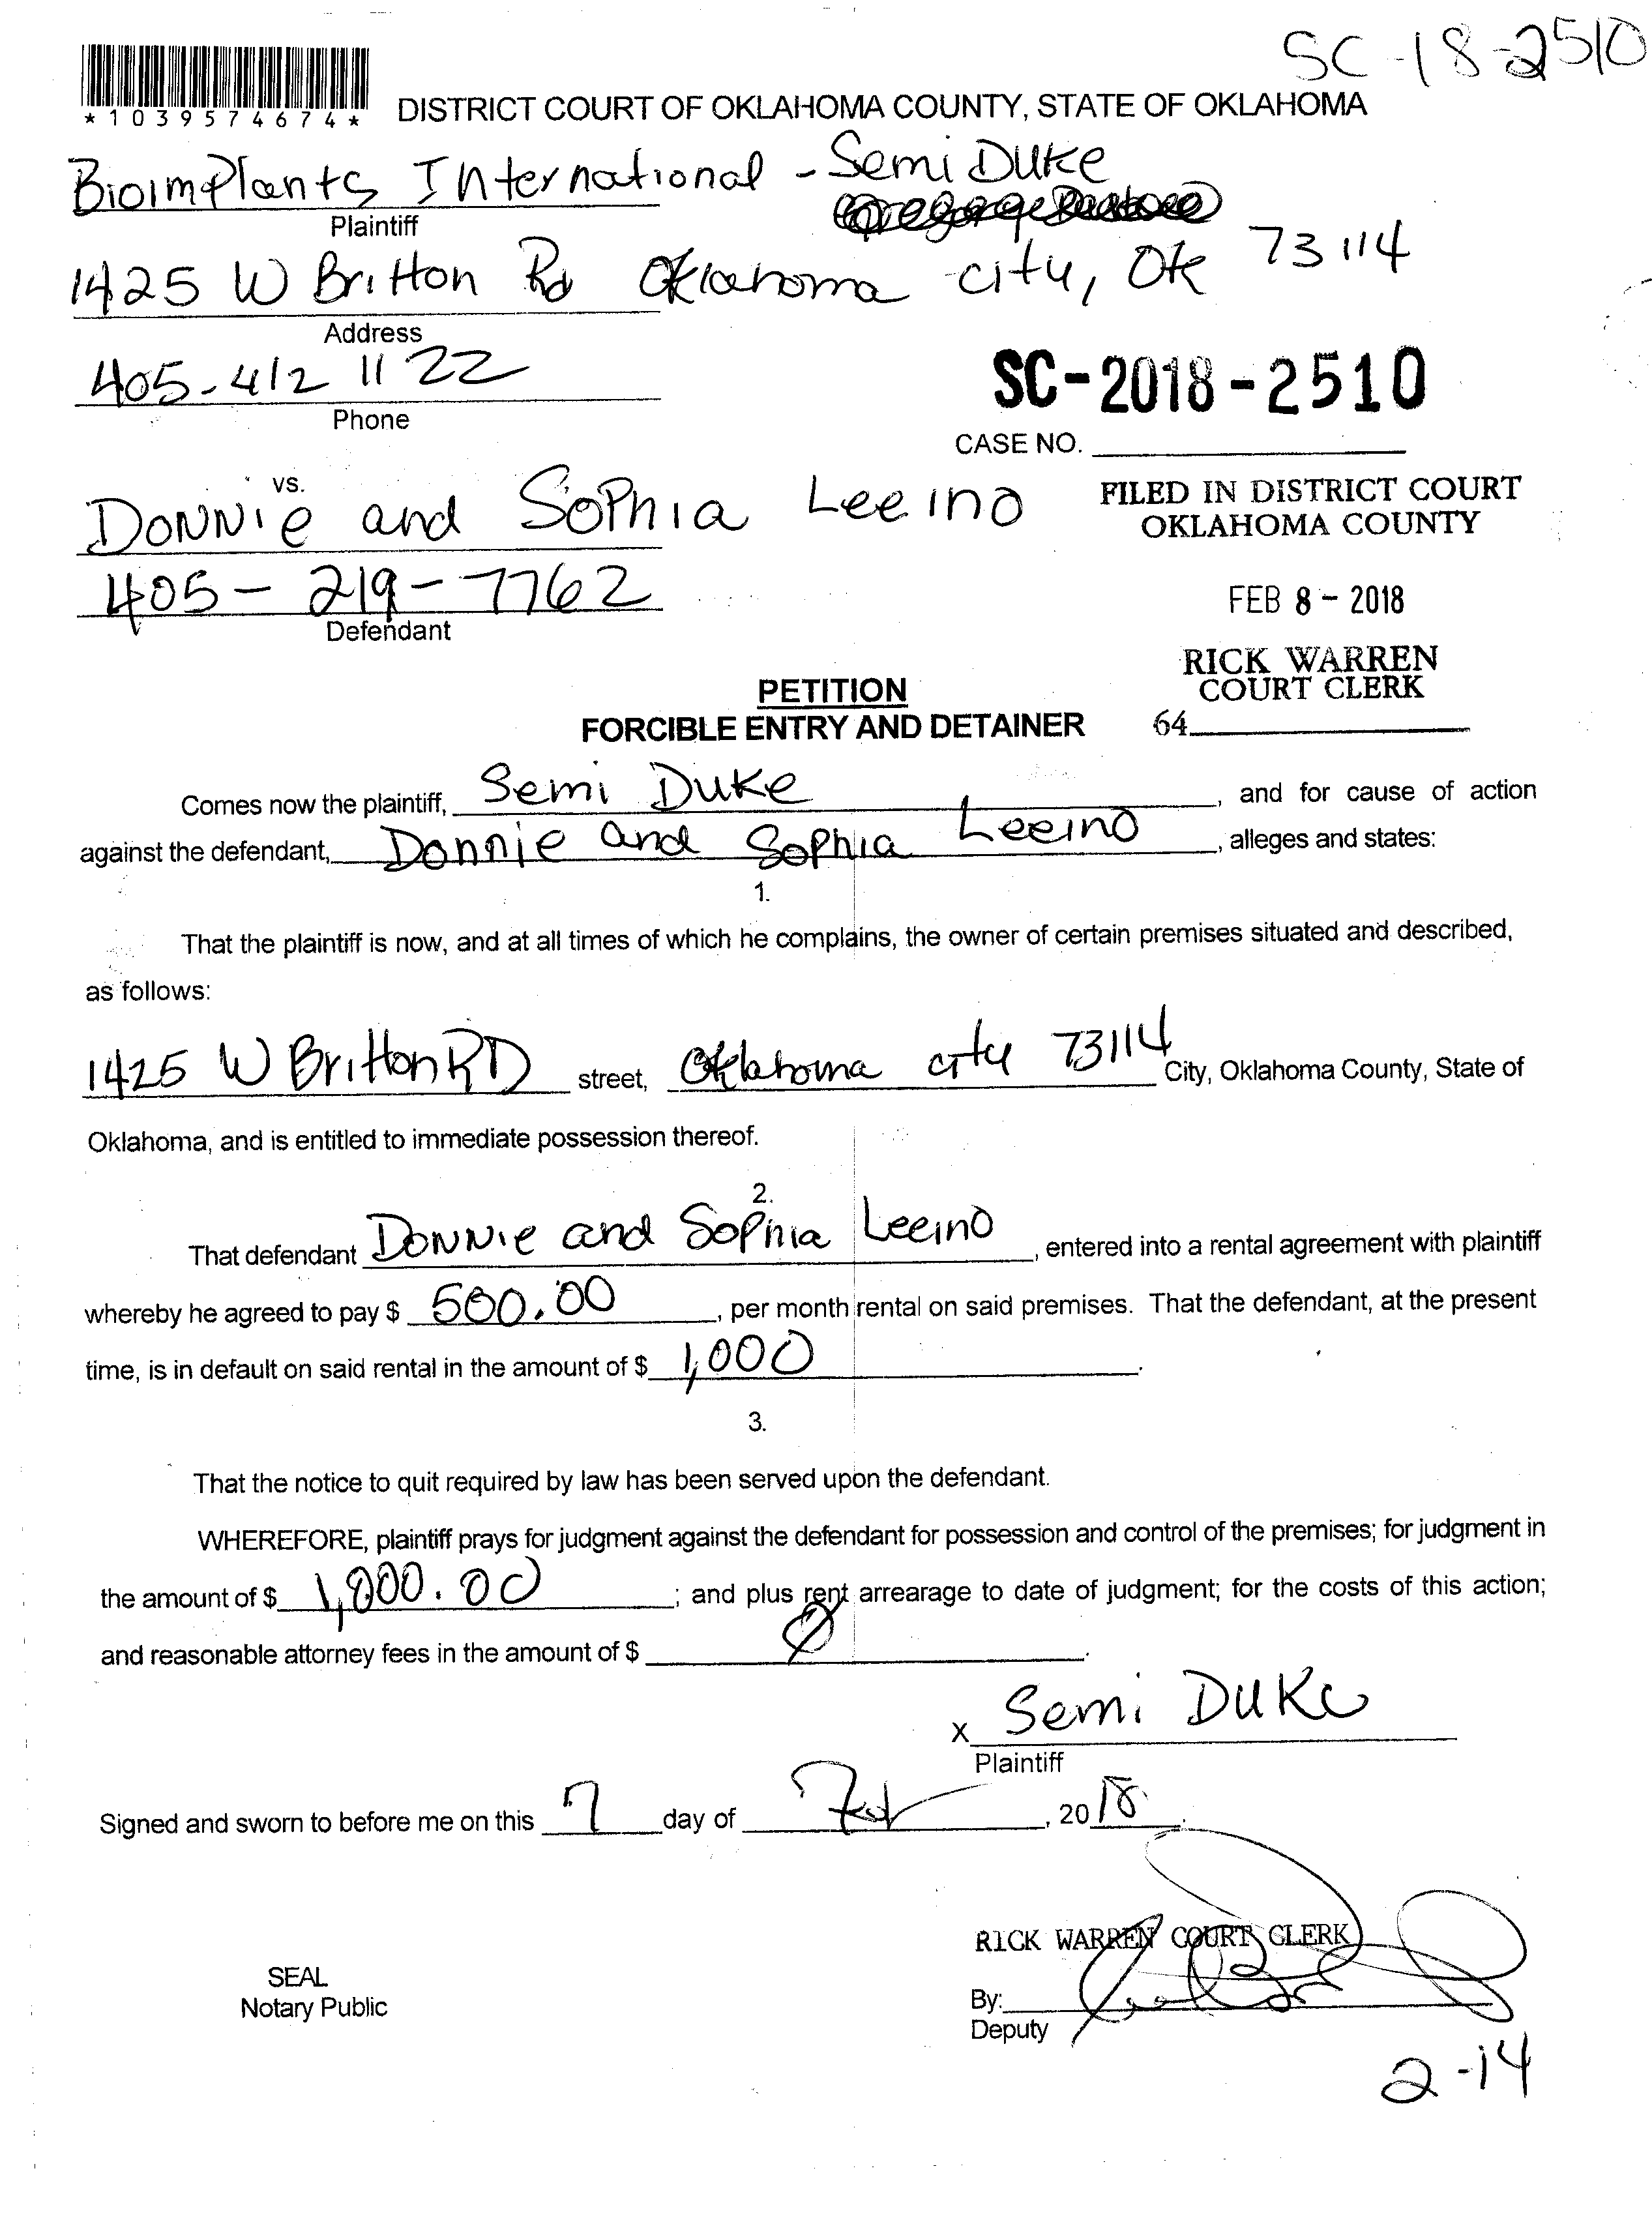 SC-18-2510
*1039574674*
DISTRICT COURT OF OKLAHOMA COUNTY, STATE OF OKLAHOMA
BioimPlants International - Semi Duke
Plaintiff
1425 W Britton Rd Oklahoma city, Ok 73114
Address
405-412 1122
Phone
SC-2018-2510
CASE NO.
vs.
Donnie and Sophia Leeino
405-219-7762
Defendant
FILED IN DISTRICT COURT
OKLAHOMA COUNTY
FEB 8 - 2018
RICK WARREN
COURT CLERK
64
PETITION
FORCIBLE ENTRY AND DETAINER
Comes now the plaintiff, Semi Duke, and for cause of action
against the defendant, Donnie and Sophia Leeino, alleges and states:
1.
That the plaintiff is now, and at all times of which he complains, the owner of certain premises situated and described,
as follows:
1425 W Britton RD street, Oklahoma city 73114 City, Oklahoma County, State of
Oklahoma, and is entitled to immediate possession thereof.
2.
That defendant Donnie and Sophia Leeino, entered into a rental agreement with plaintiff
whereby he agreed to pay $ 500.00, per month rental on said premises. That the defendant, at the present
time, is in default on said rental in the amount of $ 1,000.
3.
That the notice to quit required by law has been served upon the defendant.
WHEREFORE, plaintiff prays for judgment against the defendant for possession and control of the premises; for judgment in
the amount of $ 1,000.00; and plus rent arrearage to date of judgment; for the costs of this action;
and reasonable attorney fees in the amount of $ Ø.
x Semi Duke
Plaintiff
Signed and sworn to before me on this 7 day of Feb, 2018.
RICK WARREN COURT CLERK
SEAL
Notary Public
By:
Deputy
2-14